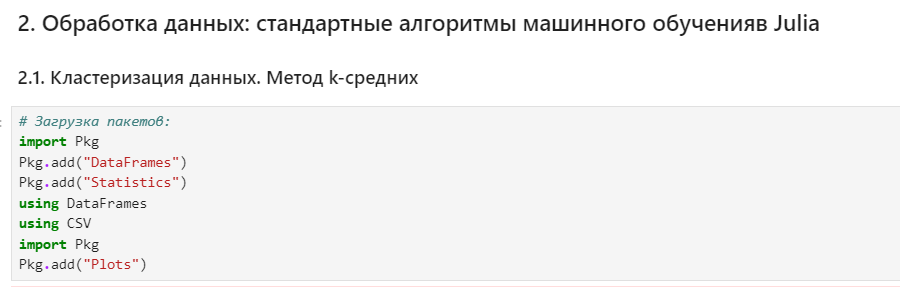 2. Обработка данных: стандартные алгоритмы машинного обученияв Julia
2.1. Кластеризация данных. Метод k-средних
# Загрузка пакетов:
import Pkg
Pkg.add("DataFrames")
Pkg.add("Statistics")
using DataFrames
using CSV
import Pkg
Pkg.add("Plots")